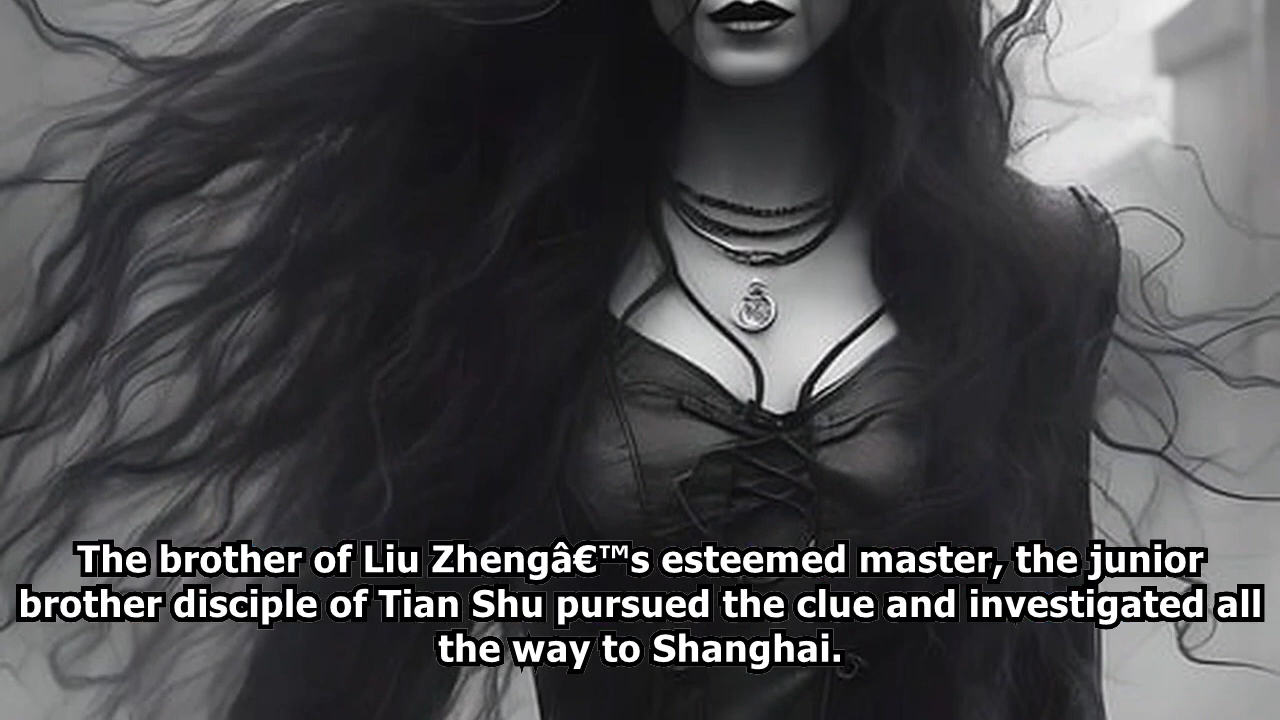 The brother of Liu Zhengâ€™s esteemed master, the junior
brother disciple of Tian Shu pursued the clue and investigated all
the way to Shanghai.